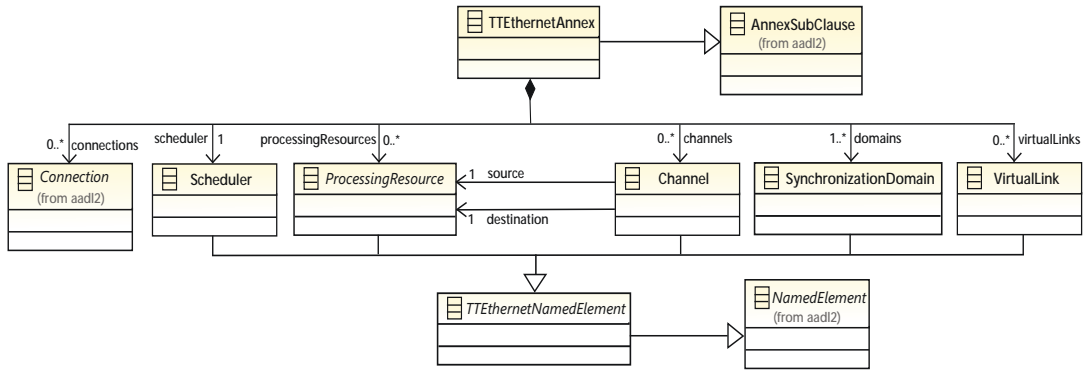 TTEthernetAnnex
AnnexSubClause
(from aadl2)
0..* connections
scheduler 1
processingResources 0..*
0..* channels
1..* domains
0..* virtualLinks
Connection
(from aadl2)
Scheduler
ProcessingResource
1 source
1 destination
Channel
SynchronizationDomain
VirtualLink
TTEthernetNamedElement
NamedElement
(from aadl2)